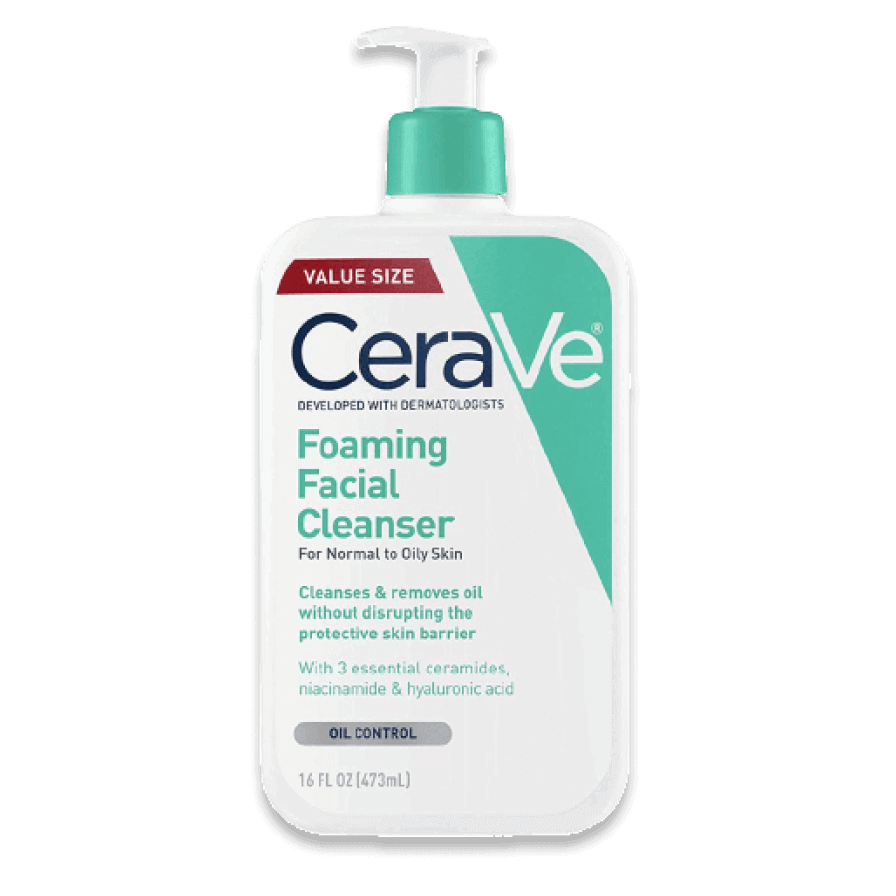 VALUE SIZE
CeraVe®
DEVELOPED WITH DERMATOLOGISTS
Foaming
Facial
Cleanser
For Normal to Oily Skin
Cleanses & removes oil
without disrupting the
protective skin barrier
With 3 essential ceramides,
niacinamide & hyaluronic acid
OIL CONTROL
16 FL OZ (473mL)